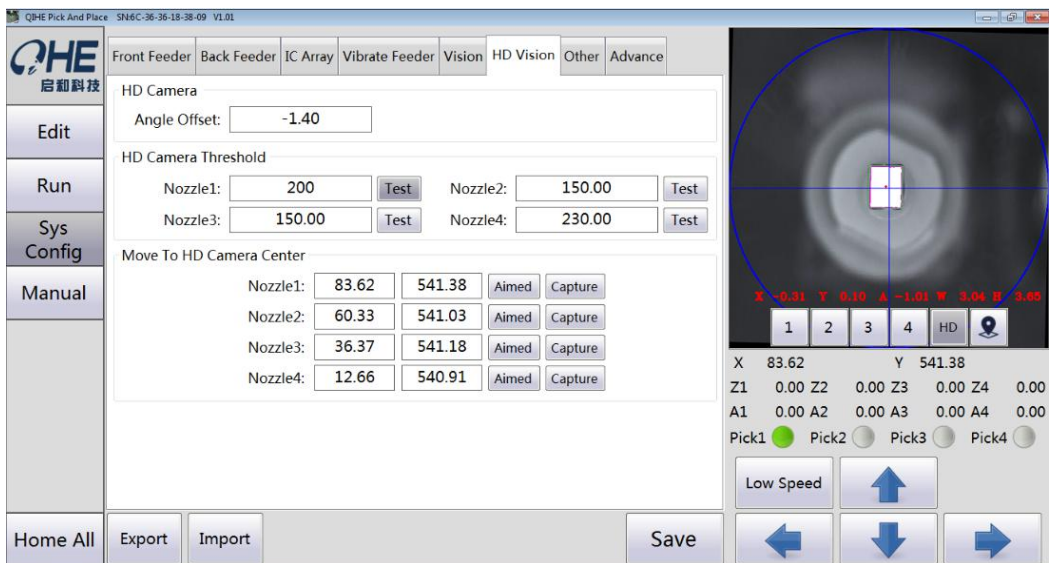 QIHE Pick And Place SN:6C-36-36-18-38-09 V1.01
QiHE
启和科技
Edit
Run
Sys
Config
Manual
Home All
Front Feeder Back Feeder IC Array Vibrate Feeder Vision HD Vision Other Advance
HD Camera
Angle Offset: -1.40
HD Camera Threshold
Nozzle1: 200 Test Nozzle2: 150.00 Test
Nozzle3: 150.00 Test Nozzle4: 230.00 Test
Move To HD Camera Center
Nozzle1: 83.62 541.38 Aimed Capture
Nozzle2: 60.33 541.03 Aimed Capture
Nozzle3: 36.37 541.18 Aimed Capture
Nozzle4: 12.66 540.91 Aimed Capture
Export Import Save
X -0.31 Y 0.10 A -1.01 W 3.04 H 3.65
1 2 3 4 HD
X 83.62 Y 541.38
Z1 0.00 Z2 0.00 Z3 0.00 Z4 0.00
A1 0.00 A2 0.00 A3 0.00 A4 0.00
Pick1 Pick2 Pick3 Pick4
Low Speed